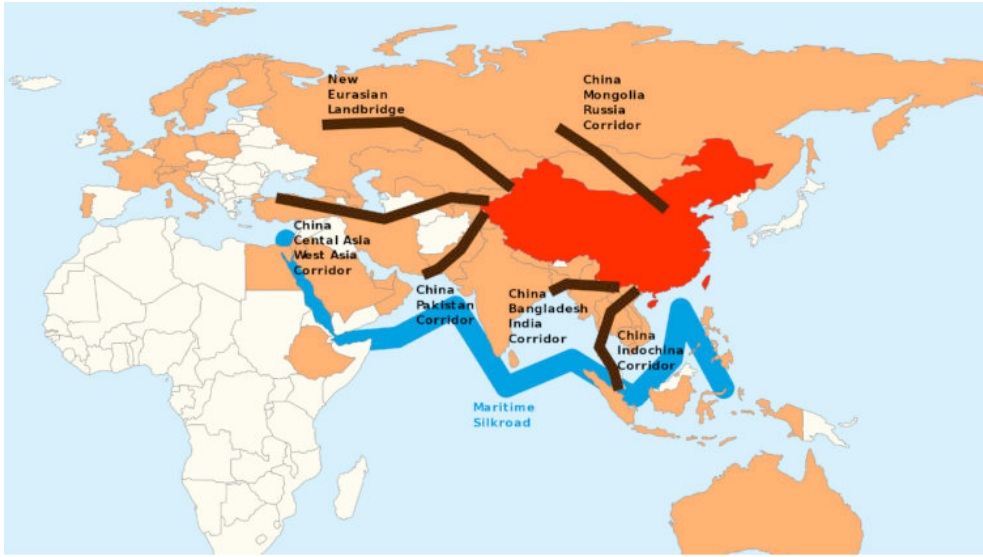 New
Eurasian
Landbridge
China
Mongolia
Russia
Corridor
China
Cental Asia
West Asia
Corridor
China
Pakistan
Corridor
China
Bangladesh
India
Corridor
China
Indochina
Corridor
Maritime
Silkroad